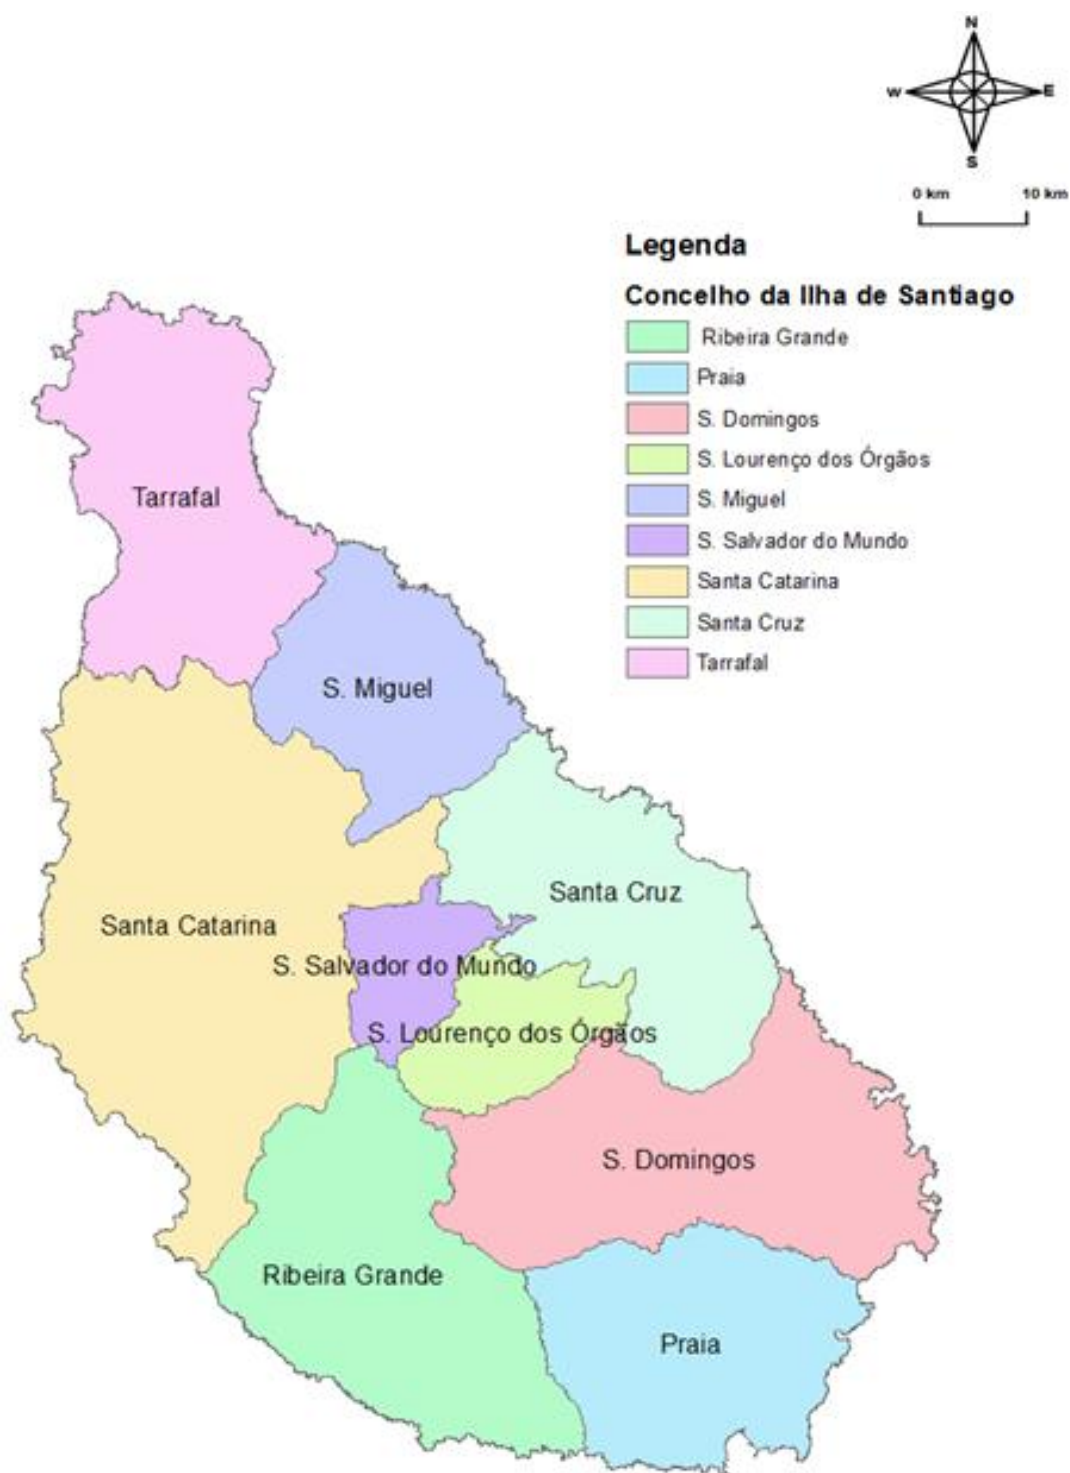 N
W E
S
0 km 10 km
Legenda
Concelho da Ilha de Santiago
Ribeira Grande
Praia
S. Domingos
S. Lourenço dos Órgãos
S. Miguel
S. Salvador do Mundo
Santa Catarina
Santa Cruz
Tarrafal
Tarrafal
S. Miguel
Santa Cruz
Santa Catarina
S. Salvador do Mundo
S. Lourenço dos Órgãos
S. Domingos
Ribeira Grande
Praia